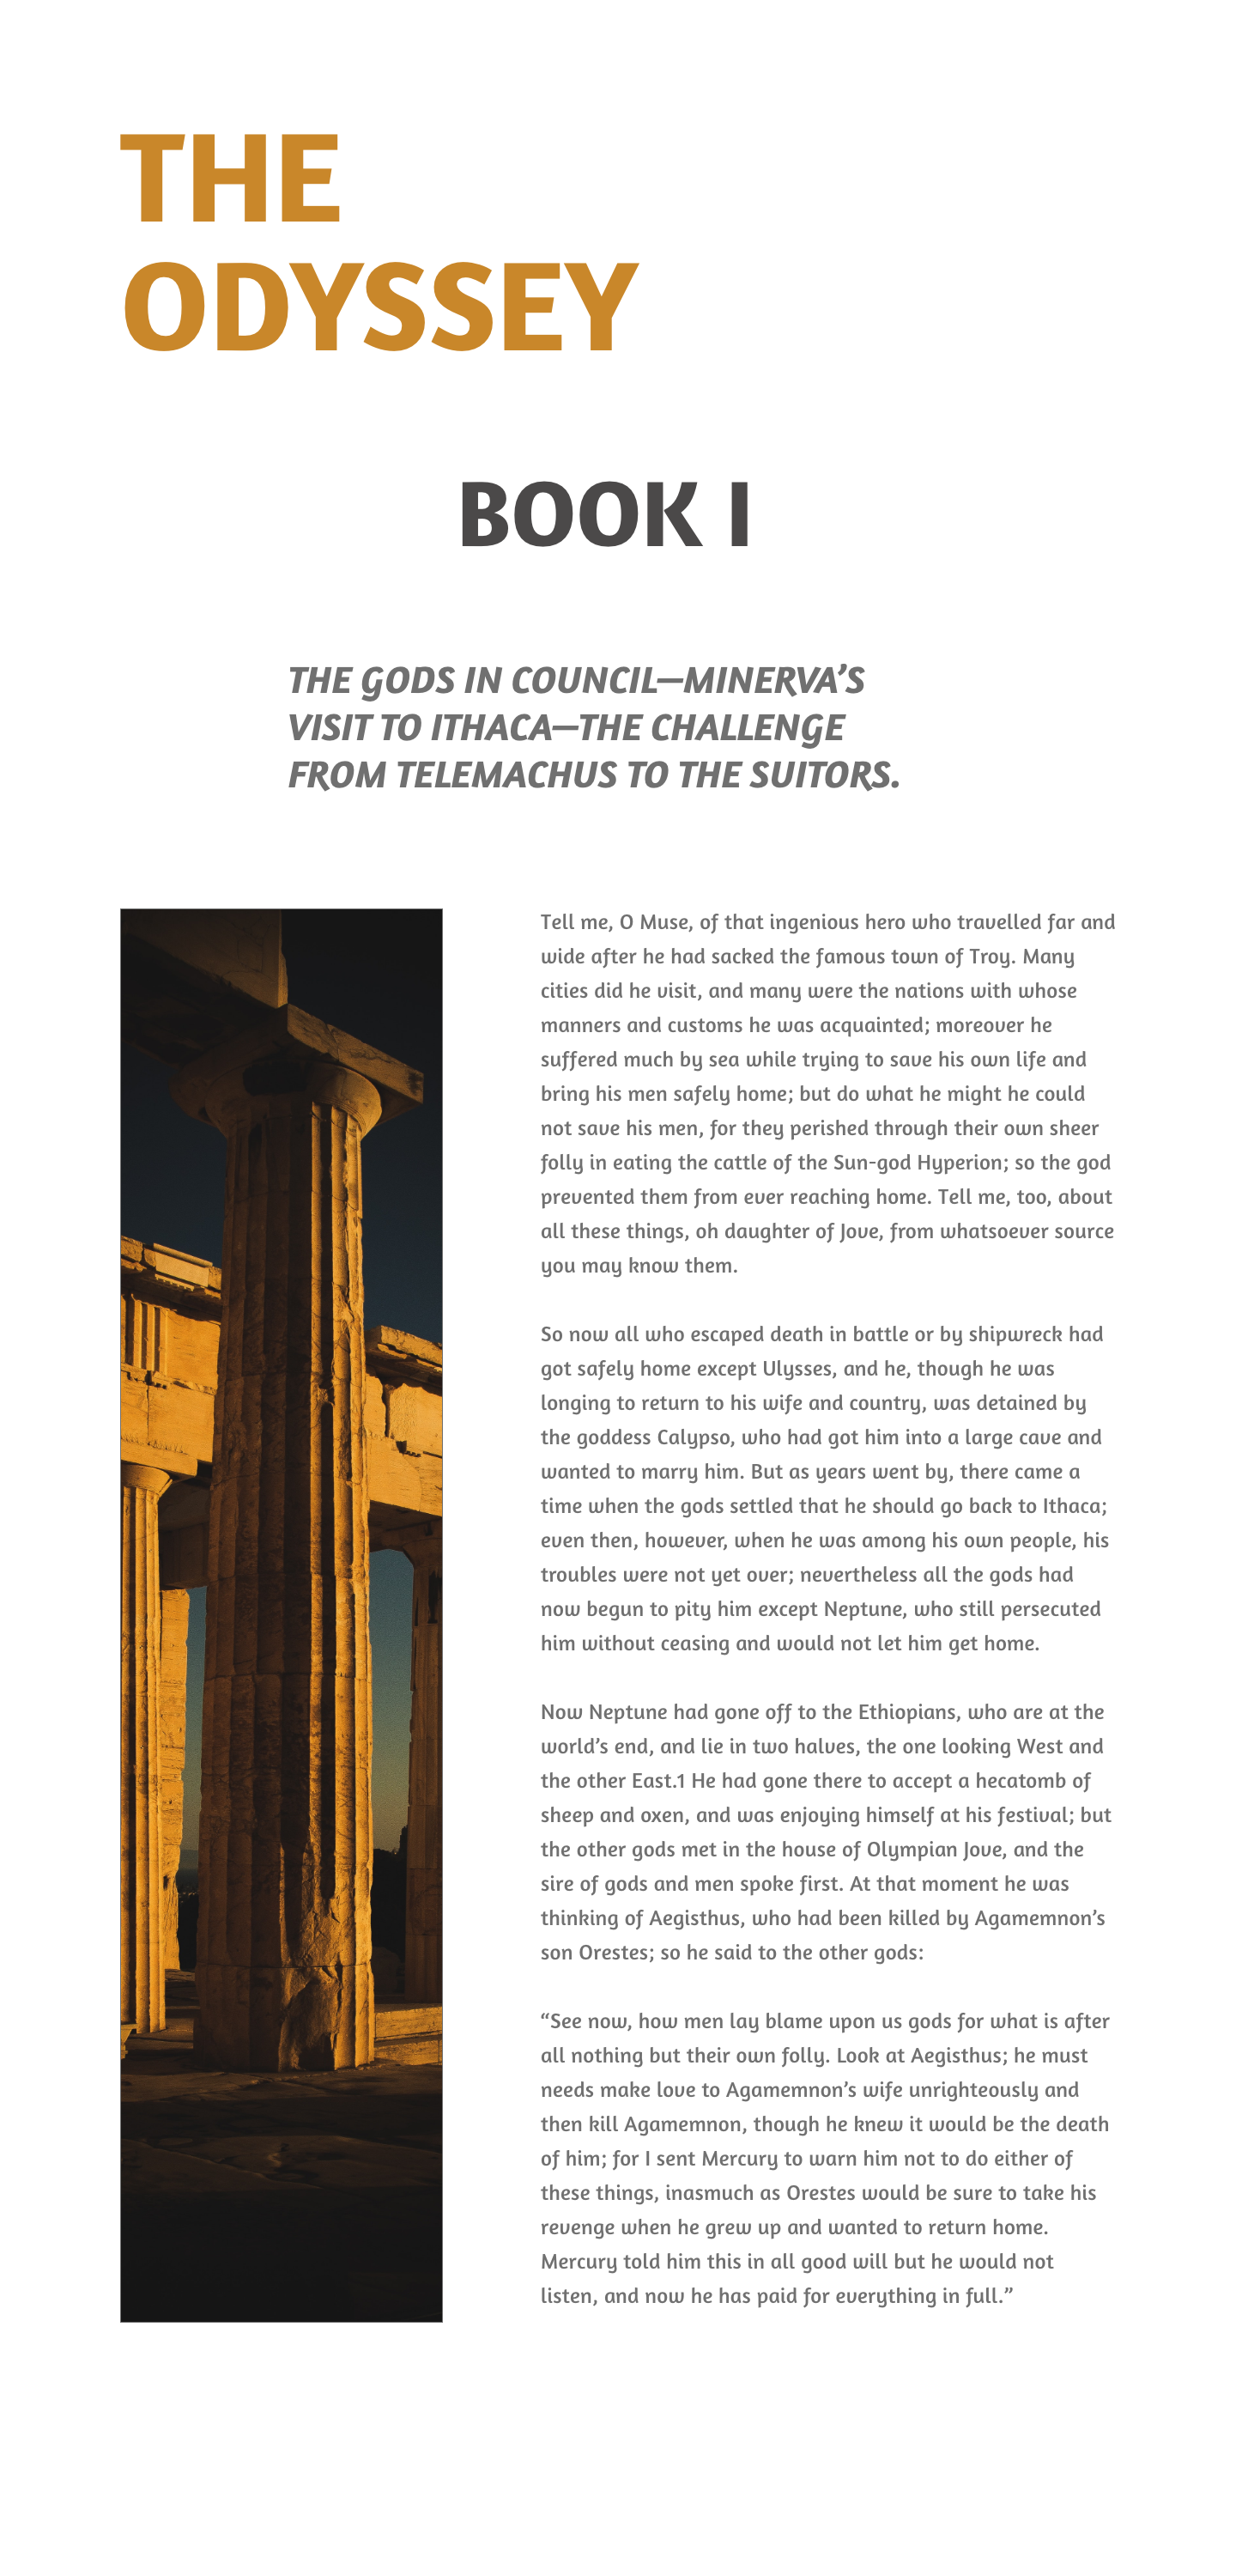 THE
ODYSSEY
BOOK I
THE GODS IN COUNCIL—MINERVA’S
VISIT TO ITHACA—THE CHALLENGE
FROM TELEMACHUS TO THE SUITORS.
Tell me, O Muse, of that ingenious hero who travelled far and
wide after he had sacked the famous town of Troy. Many
cities did he visit, and many were the nations with whose
manners and customs he was acquainted; moreover he
suffered much by sea while trying to save his own life and
bring his men safely home; but do what he might he could
not save his men, for they perished through their own sheer
folly in eating the cattle of the Sun-god Hyperion; so the god
prevented them from ever reaching home. Tell me, too, about
all these things, oh daughter of Jove, from whatsoever source
you may know them.
So now all who escaped death in battle or by shipwreck had
got safely home except Ulysses, and he, though he was
longing to return to his wife and country, was detained by
the goddess Calypso, who had got him into a large cave and
wanted to marry him. But as years went by, there came a
time when the gods settled that he should go back to Ithaca;
even then, however, when he was among his own people, his
troubles were not yet over; nevertheless all the gods had
now begun to pity him except Neptune, who still persecuted
him without ceasing and would not let him get home.
Now Neptune had gone off to the Ethiopians, who are at the
world’s end, and lie in two halves, the one looking West and
the other East.1 He had gone there to accept a hecatomb of
sheep and oxen, and was enjoying himself at his festival; but
the other gods met in the house of Olympian Jove, and the
sire of gods and men spoke first. At that moment he was
thinking of Aegisthus, who had been killed by Agamemnon’s
son Orestes; so he said to the other gods:
“See now, how men lay blame upon us gods for what is after
all nothing but their own folly. Look at Aegisthus; he must
needs make love to Agamemnon’s wife unrighteously and
then kill Agamemnon, though he knew it would be the death
of him; for I sent Mercury to warn him not to do either of
these things, inasmuch as Orestes would be sure to take his
revenge when he grew up and wanted to return home.
Mercury told him this in all good will but he would not
listen, and now he has paid for everything in full.”